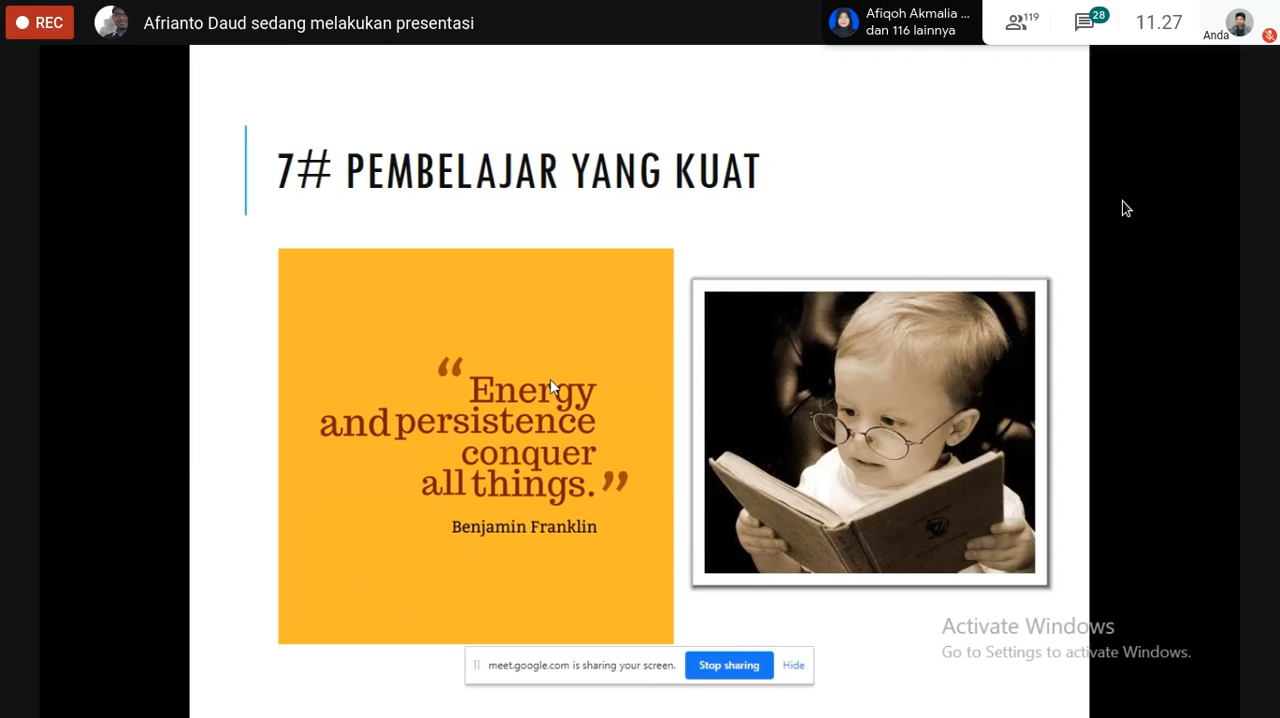 REC
Afrianto Daud sedang melakukan presentasi
Afiqoh Akmalia ...
dan 116 lainnya
119
28
11.27
Anda
7# PEMBELAJAR YANG KUAT
“Energy
and persistence
conquer
all things.”
Benjamin Franklin
Activate Windows
Go to Settings to activate Windows.
meet.google.com is sharing your screen. Stop sharing Hide